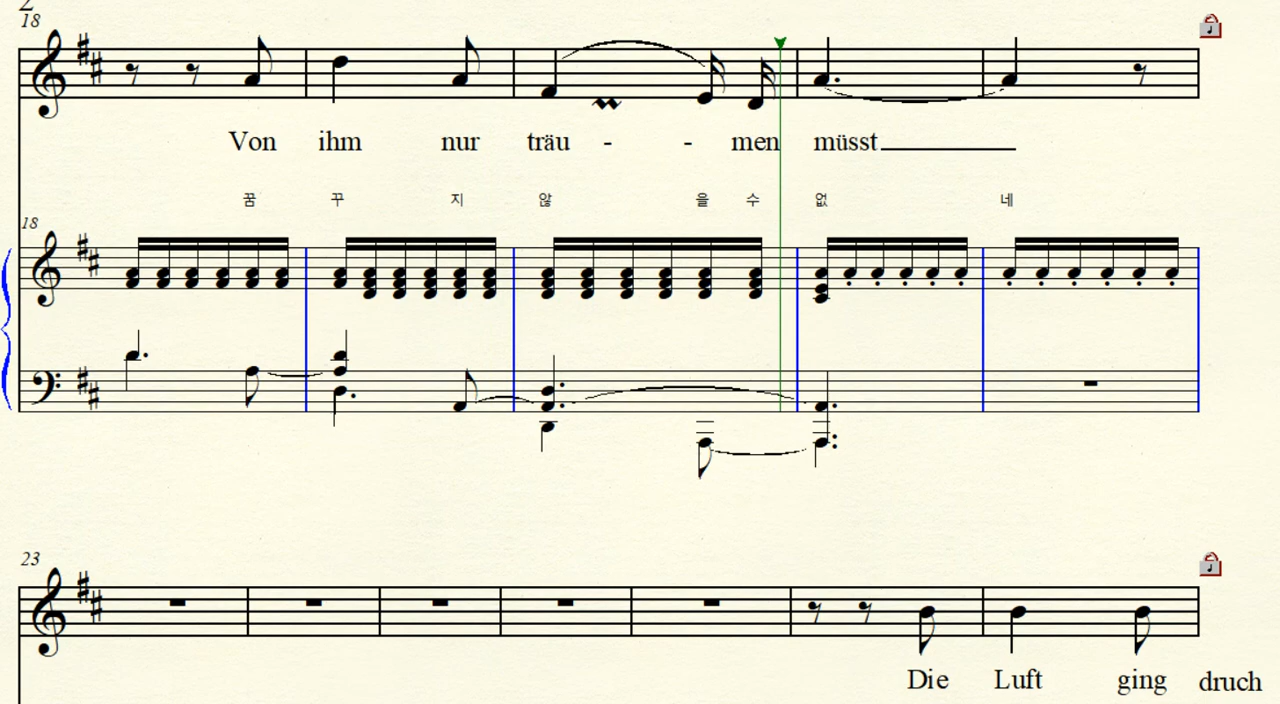 2
18
Von ihm nur träu - - men müsst
꿈 꾸 지 않 을 수 없 네
18
23
Die Luft ging druch